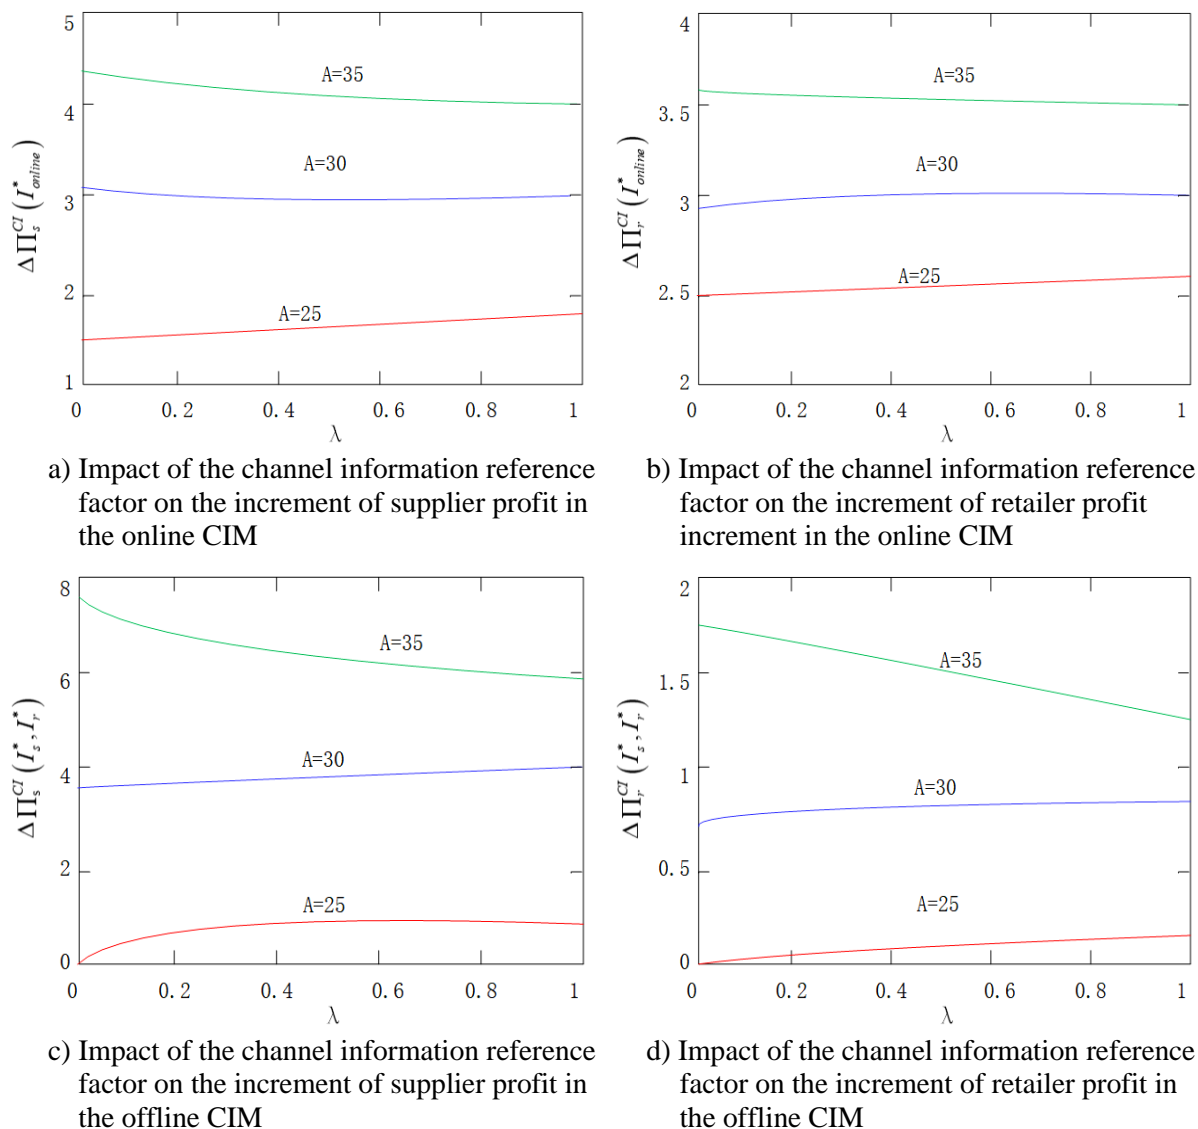 5
4
3
2
1
A=35
A=30
A=25
0 0.2 0.4 0.6 0.8 1
λ
ΔΠ_s^{CI}(I^*_{online})
a) Impact of the channel information reference
factor on the increment of supplier profit in
the online CIM
4
3.5
3
2.5
2
A=35
A=30
A=25
0 0.2 0.4 0.6 0.8 1
λ
ΔΠ_r^{CI}(I^*_{online})
b) Impact of the channel information reference
factor on the increment of retailer profit
increment in the online CIM
8
6
4
2
0
A=35
A=30
A=25
0 0.2 0.4 0.6 0.8 1
λ
ΔΠ_s^{CI}(I_s^*, I_r^*)
c) Impact of the channel information reference
factor on the increment of supplier profit in
the offline CIM
2
1.5
1
0.5
0
A=35
A=30
A=25
0 0.2 0.4 0.6 0.8 1
λ
ΔΠ_r^{CI}(I_s^*, I_r^*)
d) Impact of the channel information reference
factor on the increment of retailer profit in
the offline CIM